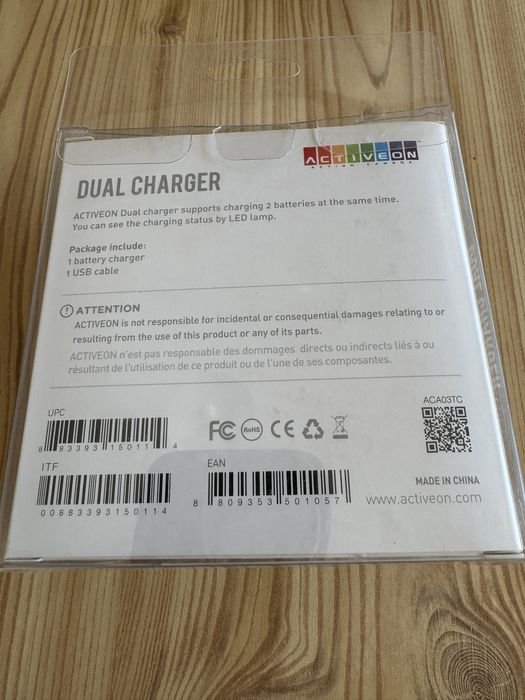 ACTIVEON
ACTION CAMERA
DUAL CHARGER
ACTIVEON Dual charger supports charging 2 batteries at the same time.
You can see the charging status by LED lamp.
Package include:
1 battery charger
1 USB cable
ATTENTION
ACTIVEON is not responsible for incidental or consequential damages relating to or
resulting from the use of this product or any of its parts.
ACTIVEON n'est pas responsable des dommages directs ou indirects liés à ou
résultant de l'utilisation de ce produit ou de l'une de ses composantes.
UPC
8 83393 15011 4
FC RoHS CE
ACA03TC
ITF
00883393150114
EAN
8 809353 501057
MADE IN CHINA
www.activeon.com